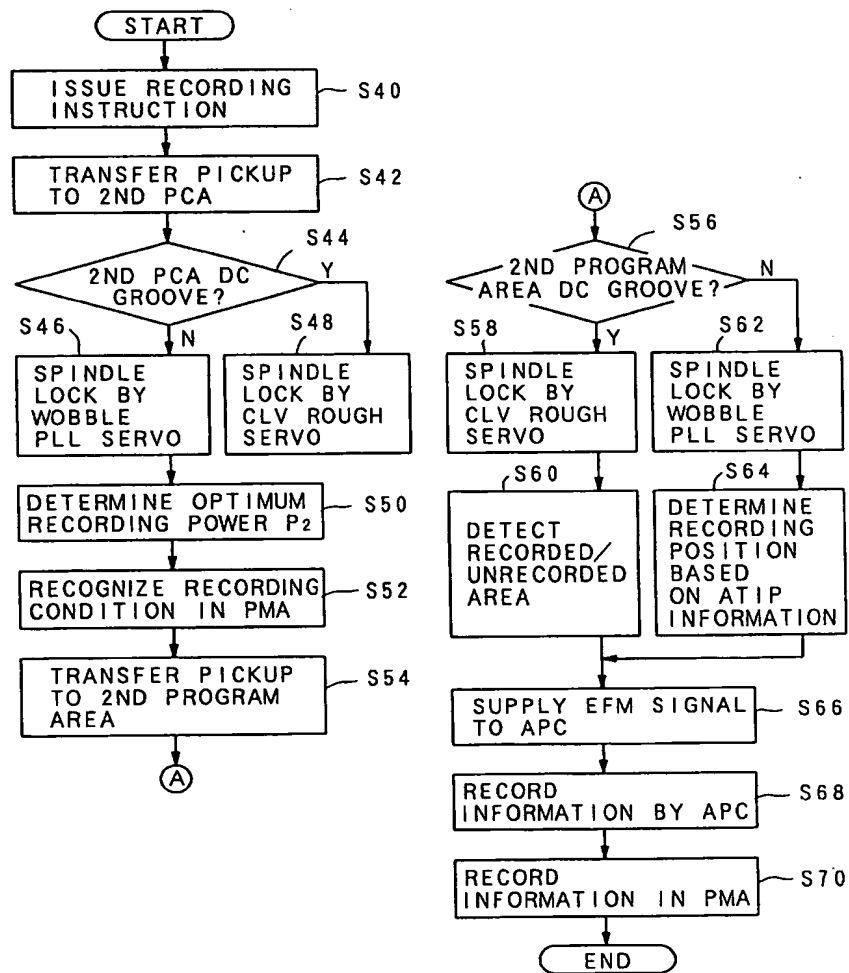 START
ISSUE RECORDING
INSTRUCTION
S40
TRANSFER PICKUP
TO 2ND PCA
S42
S44
2ND PCA DC
GROOVE?
Y
N
S46
SPINDLE
LOCK BY
WOBBLE
PLL SERVO
S48
SPINDLE
LOCK BY
CLV ROUGH
SERVO
DETERMINE OPTIMUM
RECORDING POWER P2
S50
RECOGNIZE RECORDING
CONDITION IN PMA
S52
TRANSFER PICKUP
TO 2ND PROGRAM
AREA
S54
A
A
S56
2ND PROGRAM
AREA DC GROOVE?
N
Y
S58
SPINDLE
LOCK BY
CLV ROUGH
SERVO
S62
SPINDLE
LOCK BY
WOBBLE
PLL SERVO
S60
DETECT
RECORDED/
UNRECORDED
AREA
S64
DETERMINE
RECORDING
POSITION
BASED
ON ATIP
INFORMATION
SUPPLY EFM SIGNAL
TO APC
S66
RECORD
INFORMATION BY APC
S68
RECORD
INFORMATION IN PMA
S70
END